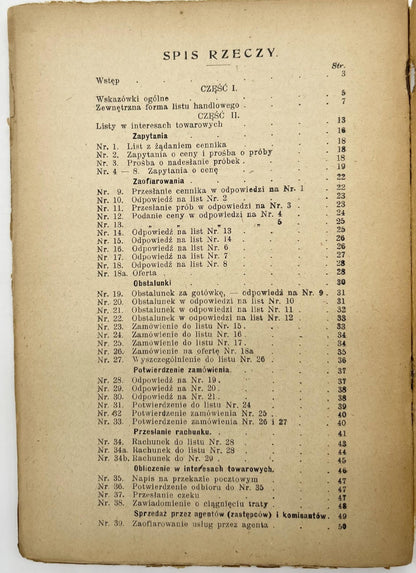 SPIS RZECZY.
Str.
Wstęp 3
CZĘŚĆ I.
Wskazówki ogólne 5
Zewnętrzna forma listu handlowego 7
CZĘŚĆ II.
Listy w interesach towarowych 13
Zapytania 16
Nr. 1. List z żądaniem cennika 18
Nr. 2. Zapytania o ceny i prośba o próby 18
Nr. 3. Prośba o nadesłanie próbek 18
Nr. 4 — 8. Zapytania o cenę 19
Zaofiarowania 22
Nr. 9. Przesłanie cennika w odpowiedzi na Nr. 1 22
Nr. 10. Odpowiedź na list Nr. 2 23
Nr. 11. Przesłanie prób w odpowiedzi na Nr. 3 23
Nr. 12. Podanie ceny w odpowiedzi na Nr. 4 24
Nr. 13. „ „ „ „ 5 25
Nr. 14. Odpowiedź na list Nr. 13 25
Nr. 15. Odpowiedź na list Nr. 14 26
Nr. 16. Odpowiedź na list Nr. 6 26
Nr. 17. Odpowiedź na list Nr. 7 27
Nr. 18. Odpowiedź na list Nr. 8 28
Nr. 18a. Oferta 28
Obstalunki 30
Nr. 19. Obstalunek za gotówkę, — odpowiedź na Nr. 9 31
Nr. 20. Obstalunek w odpowiedzi na list Nr. 10 31
Nr. 21. Obstalunek w odpowiedzi na list Nr. 11 32
Nr. 22. Obstalunek w odpowiedzi na list Nr. 12 33
Nr. 23. Zamówienie do listu Nr. 15 33
Nr. 24. Zamówienie do listu Nr. 16 34
Nr. 25. Zamówienie do listu Nr. 17 34
Nr. 26. Zamówienie na ofertę Nr. 18a 35
Nr. 27. Wyszczególnienie do listu Nr. 26 36
Potwierdzenie zamówienia 37
Nr. 28. Odpowiedź na Nr. 19 37
Nr. 29. Odpowiedź na Nr. 20 38
Nr. 30. Odpowiedź na Nr. 21 38
Nr. 31. Potwierdzenie do listu Nr. 24 39
Nr. 32 Potwierdzenie zamówienia Nr. 25 40
Nr. 33. Potwierdzenie zamówienia Nr. 26 i 27 40
Przesłanie rachunku 41
Nr. 34. Rachunek do listu Nr. 28 43
Nr. 34a. Rachunek do listu Nr. 28 44
Nr. 34b. Rachunek do Nr. 29 45
Obliczenie w interesach towarowych. 46
Nr. 35. Napis na przekazie pocztowym 47
Nr. 36. Potwierdzenie odbioru do Nr. 35 47
Nr. 37. Przesłanie czeku 47
Nr. 38. Zawiadomienie o ciągnięciu traty 48
Sprzedaż przez agentów (zastępców) i komisantów. 49
Nr. 39. Zaofiarowanie usług przez agenta 50